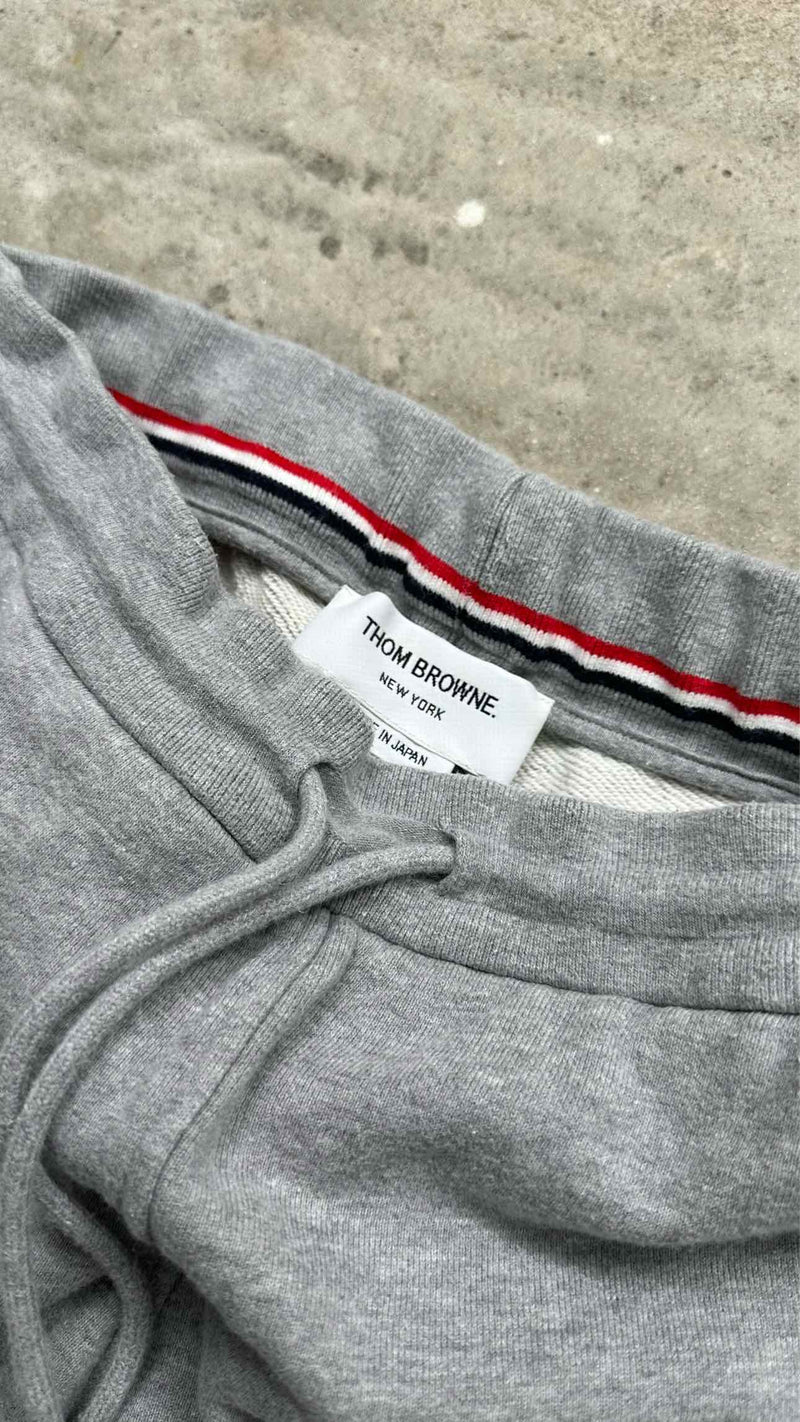 THOM BROWNE.
NEW YORK
IN JAPAN